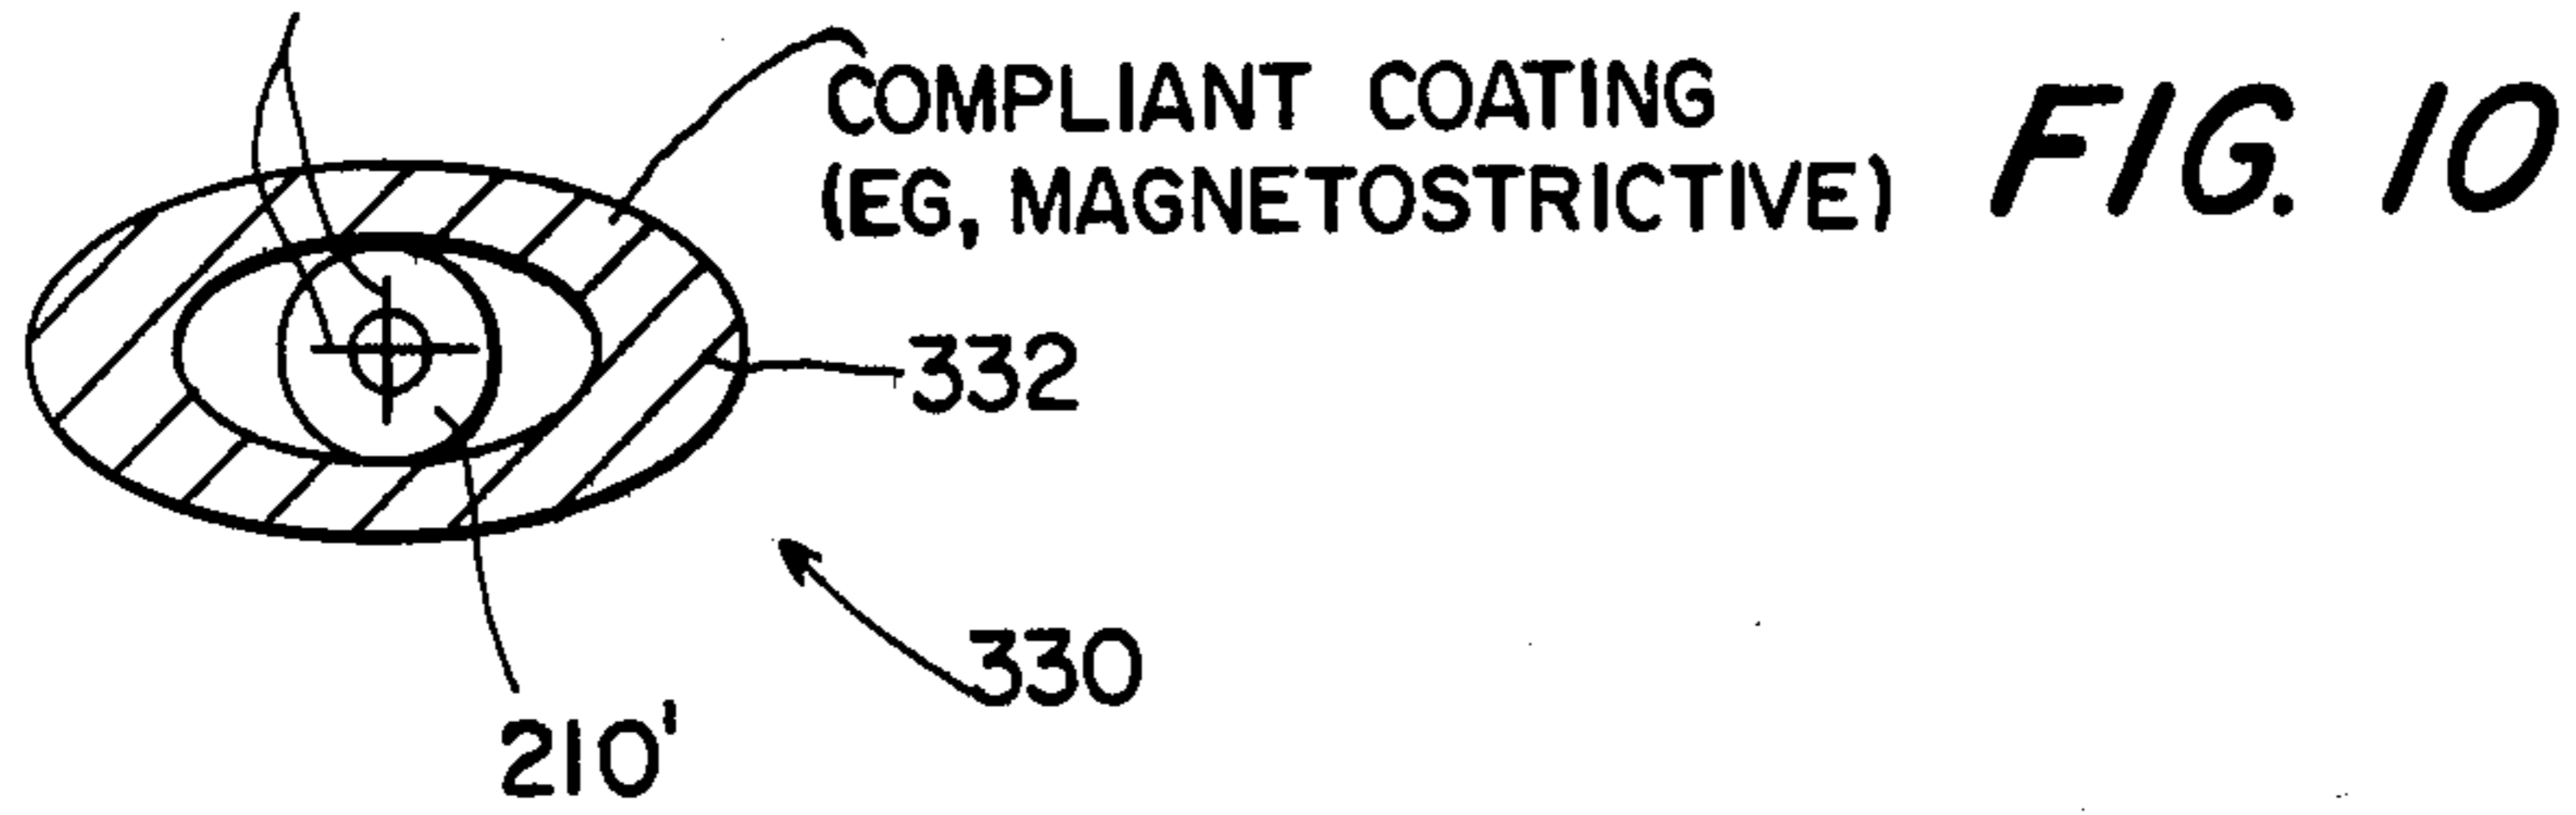 COMPLIANT COATING
(EG, MAGNETOSTRICTIVE)
FIG. 10
332
330
210'